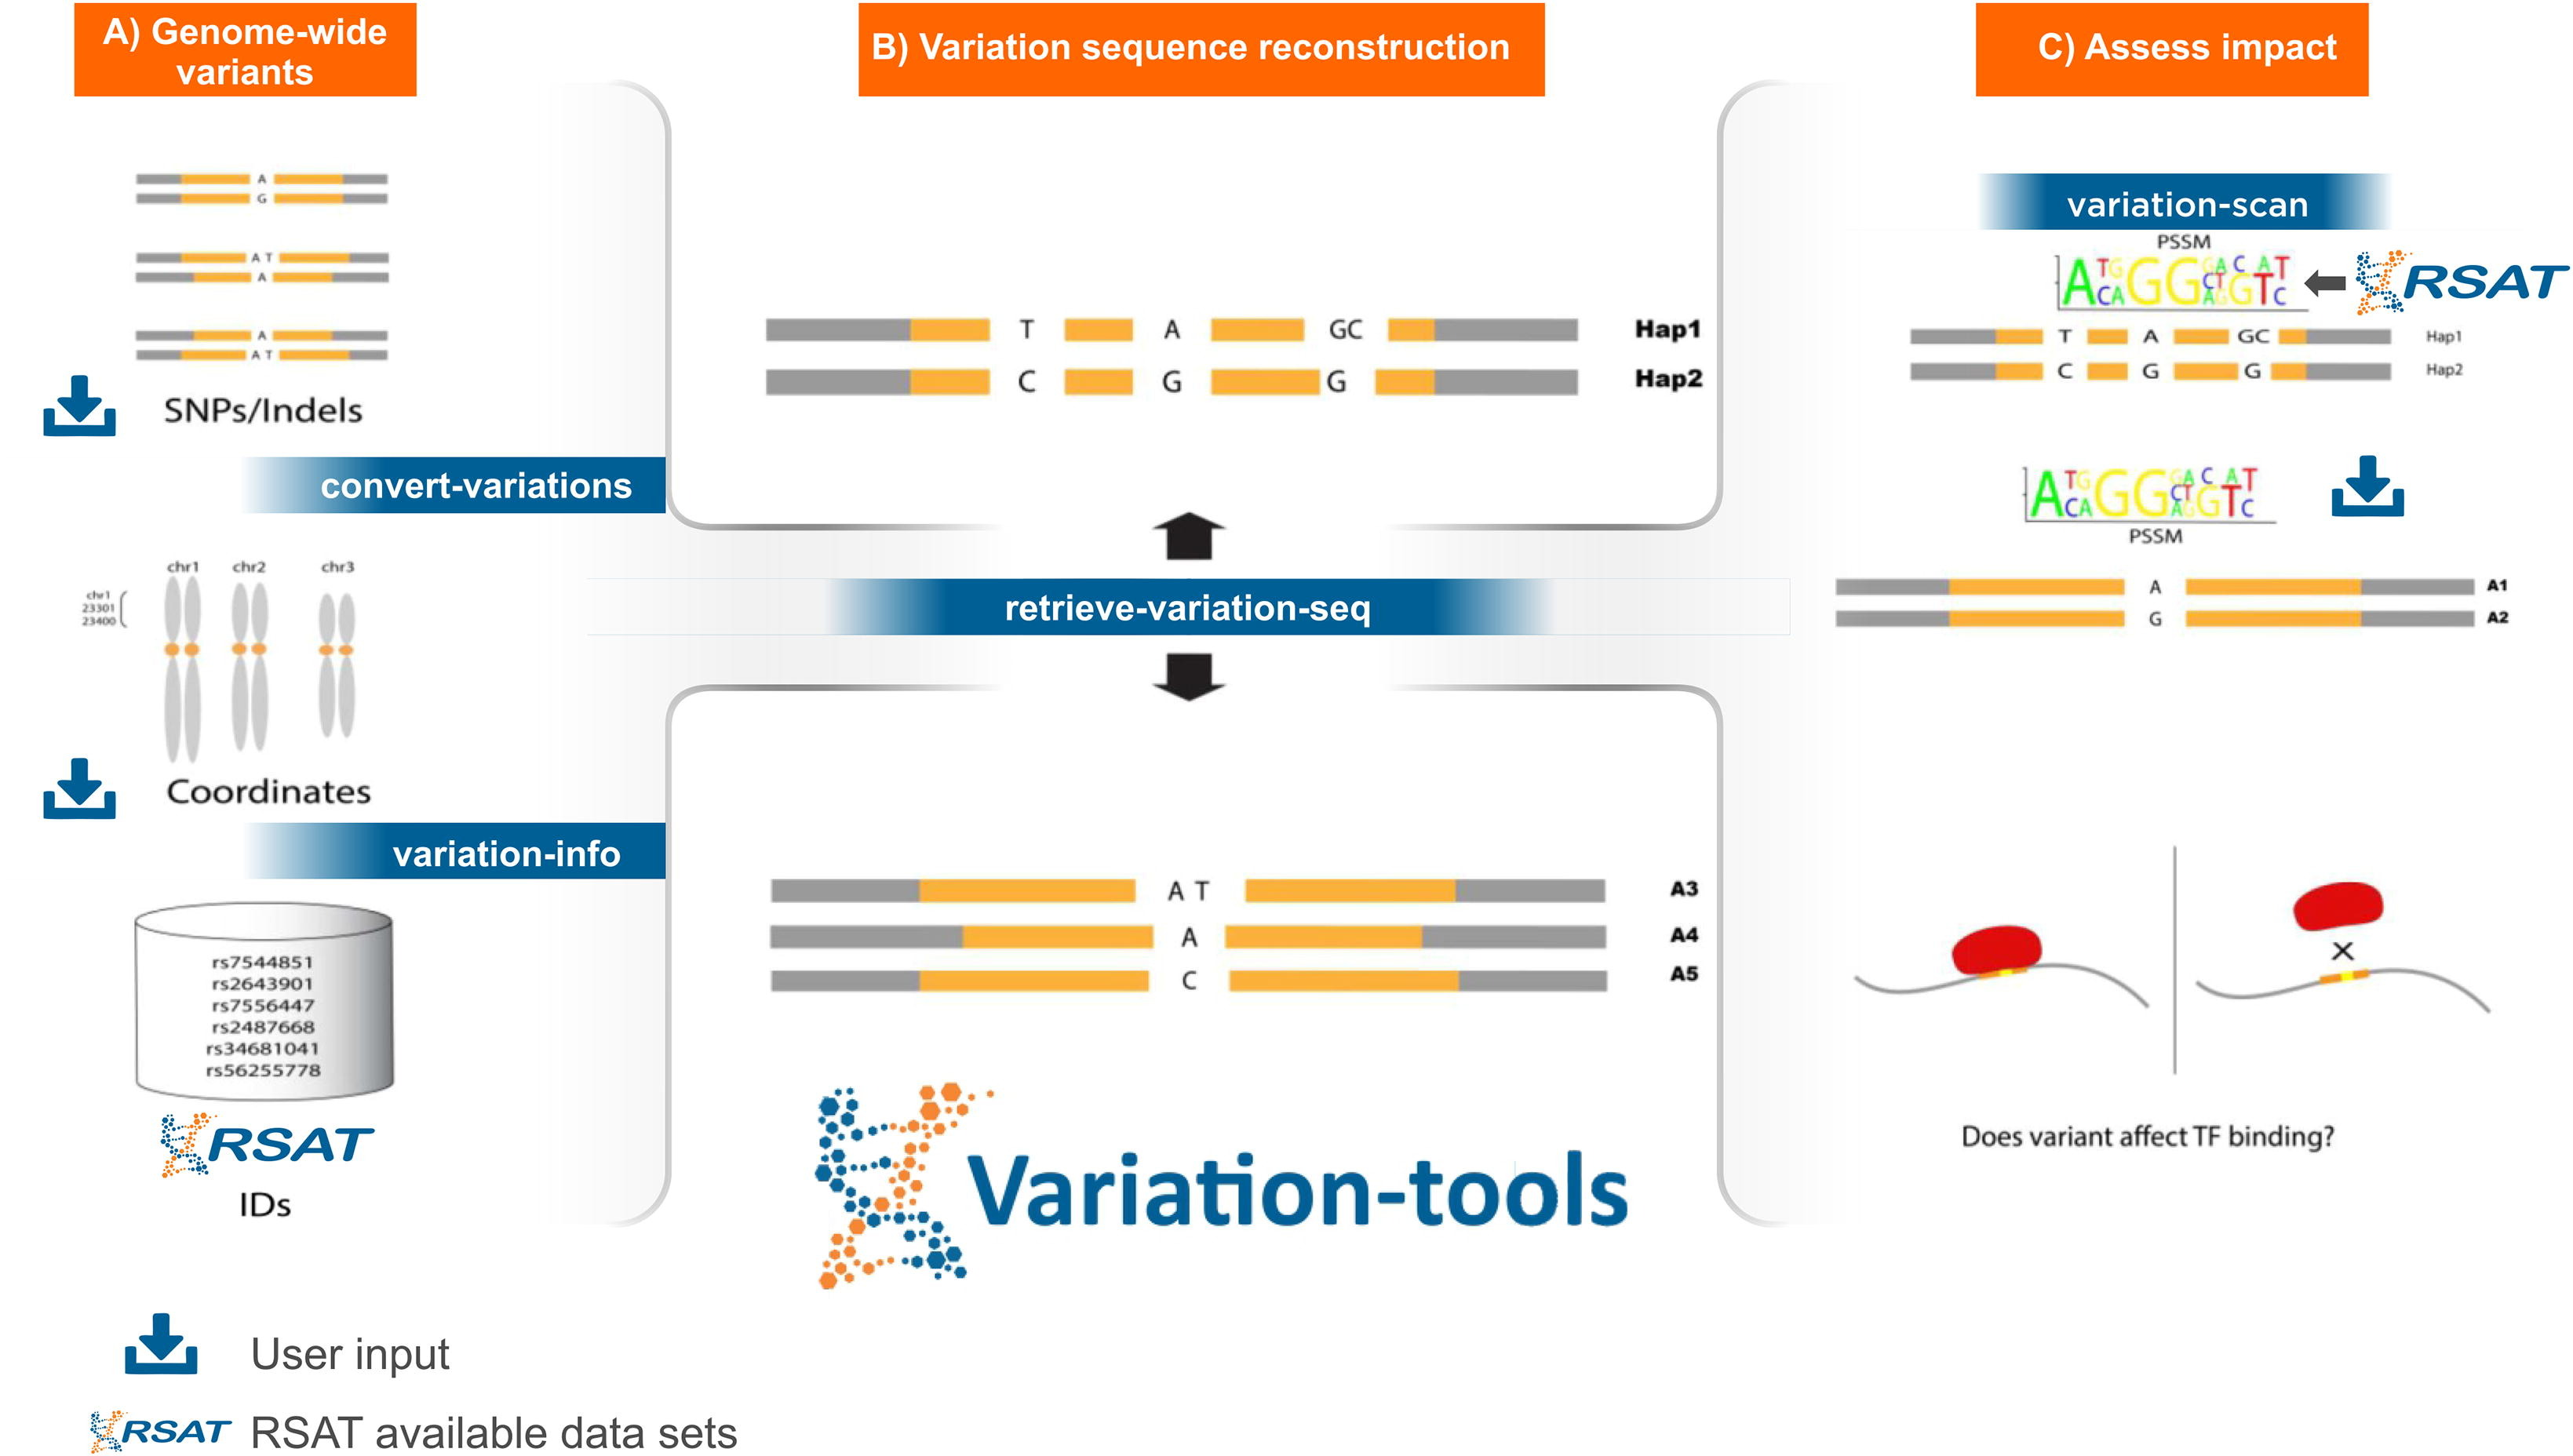 A) Genome-wide
variants
A
G
A T
A
A
A T
SNPs/Indels
convert-variations
chr1 chr2 chr3
chr1
23301
23400
Coordinates
variation-info
rs7544851
rs2643901
rs7556447
rs2487668
rs34681041
rs56255778
RSAT
IDs
B) Variation sequence reconstruction
T A GC Hap1
C G G Hap2
retrieve-variation-seq
A T A3
A A4
C A5
Variation-tools
C) Assess impact
variation-scan
PSSM
RSAT
T A GC Hap1
C G G Hap2
PSSM
A A1
G A2
X
Does variant affect TF binding?
User input
RSAT RSAT available data sets